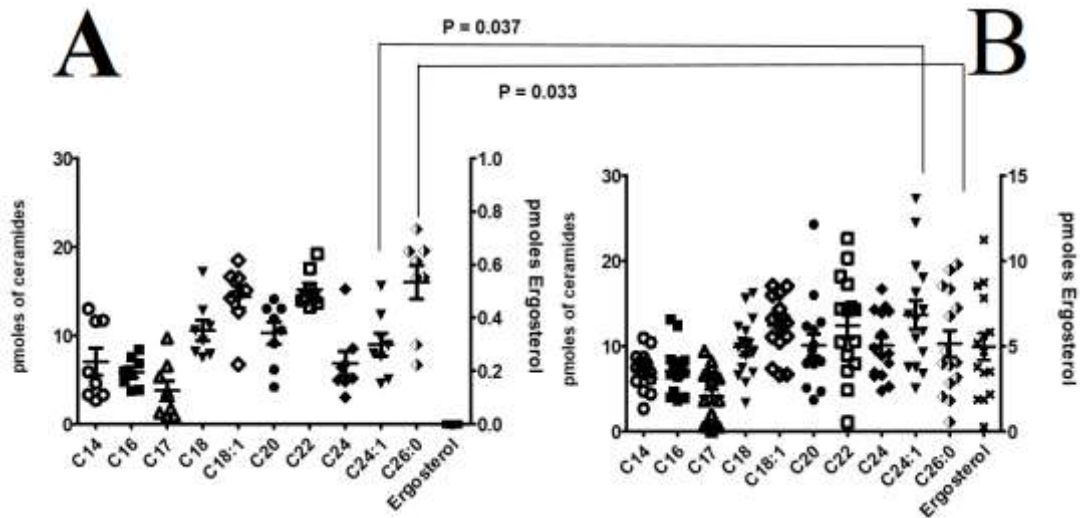 A
B
P = 0.037
P = 0.033
pmoles of ceramides
30
20
10
0
1.0
0.8
0.6
0.4
0.2
0.0
pmoles Ergosterol
C14
C16
C17
C18
C18:1
C20
C22
C24
C24:1
C26:0
Ergosterol
pmoles of ceramides
30
20
10
0
15
10
5
0
pmoles Ergosterol
C14
C16
C17
C18
C18:1
C20
C22
C24
C24:1
C26:0
Ergosterol